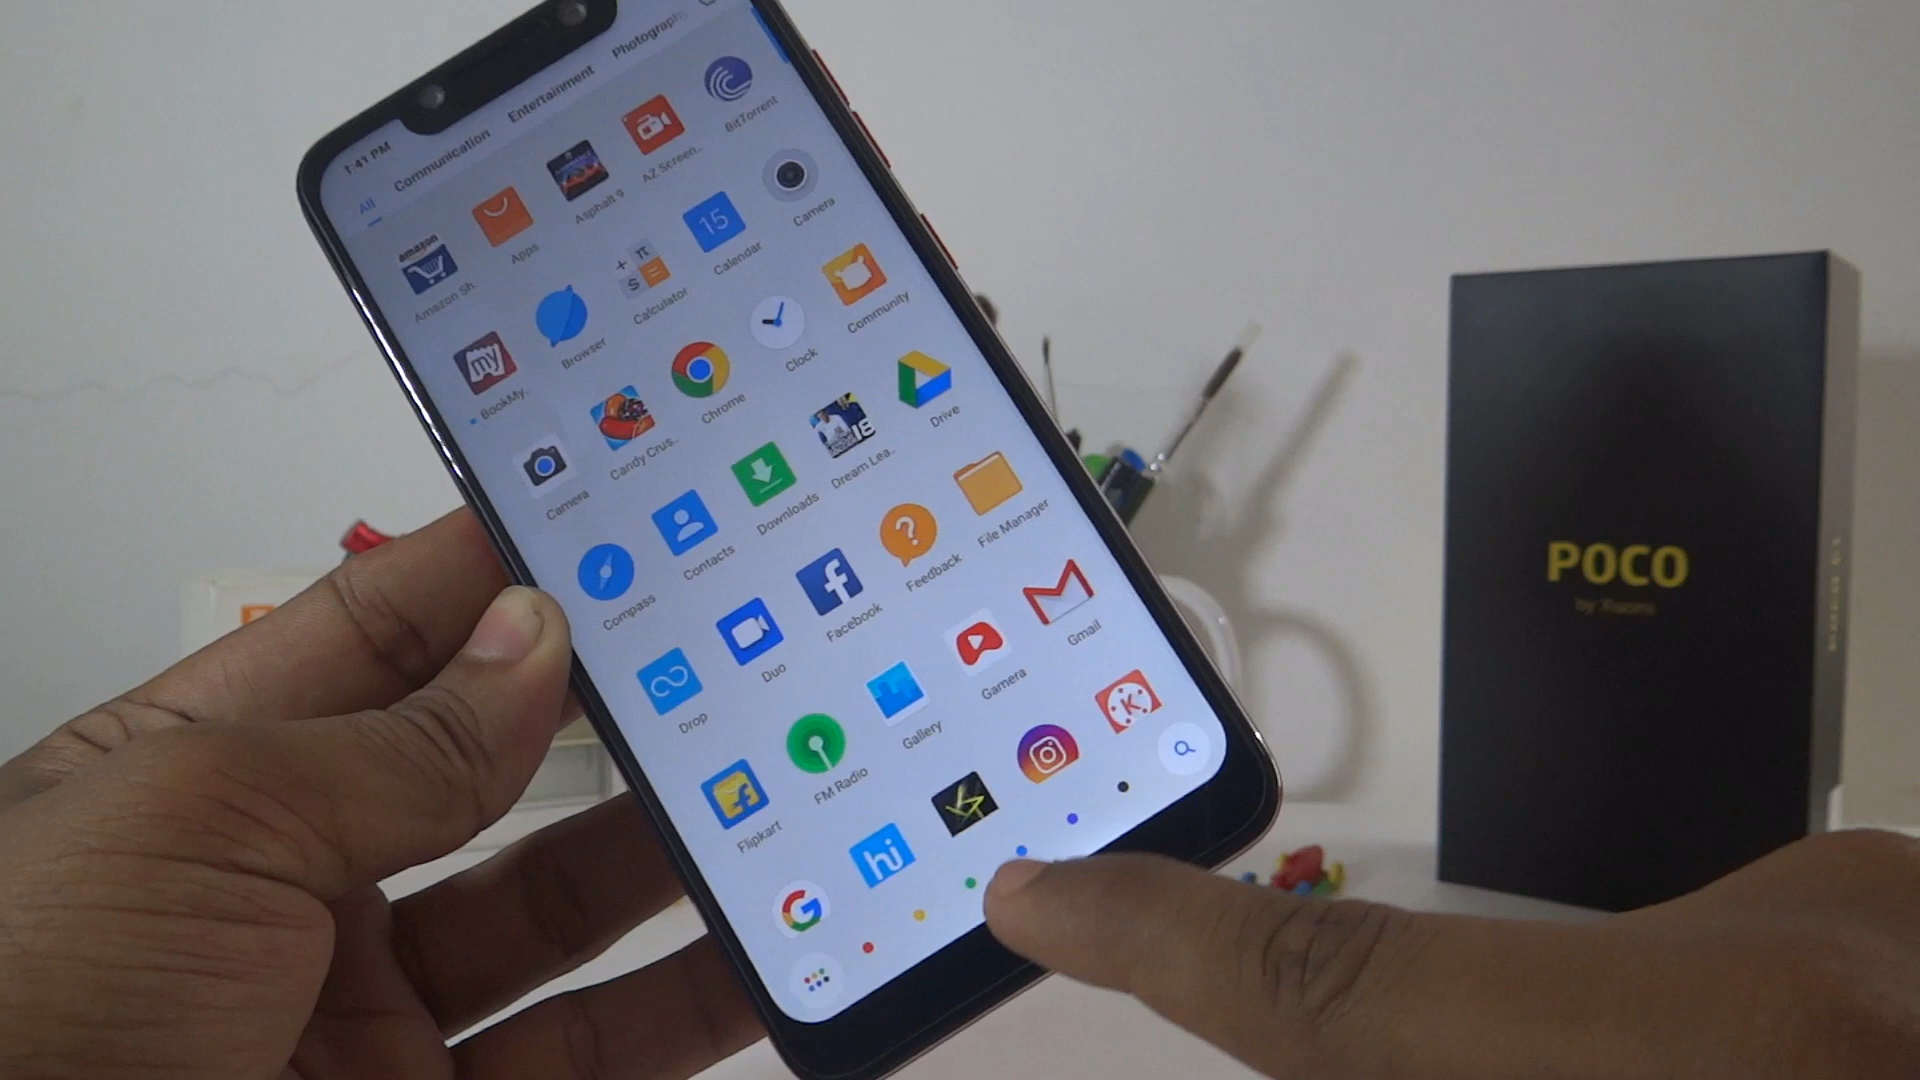 1:41 PM
All Communication Entertainment Photography
amazon
Amazon Sh.. Apps Asphalt 9 AZ Screen.. BitTorrent
my
15
BookMy.. Browser Calculator Calendar Camera
Camera Candy Crus.. Chrome Clock Community
18
Compass Contacts Downloads Dream Lea.. Drive
Drop Duo Facebook Feedback File Manager
Flipkart FM Radio Gallery Gamera Gmail
hi
POCO
by Xiaomi